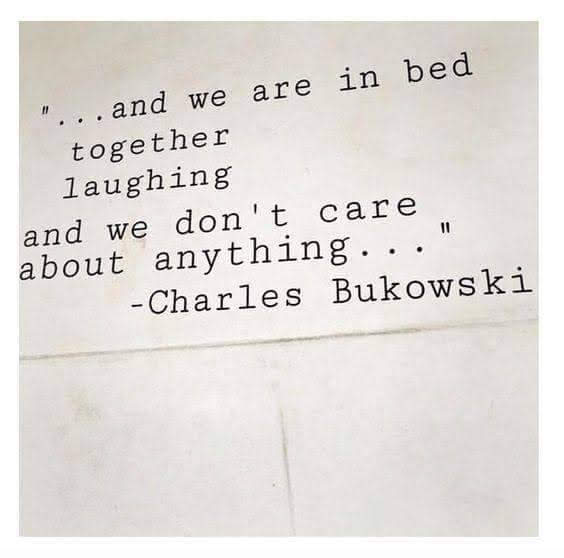 "...and we are in bed
together
laughing
and we don't care
about anything..."
-Charles Bukowski